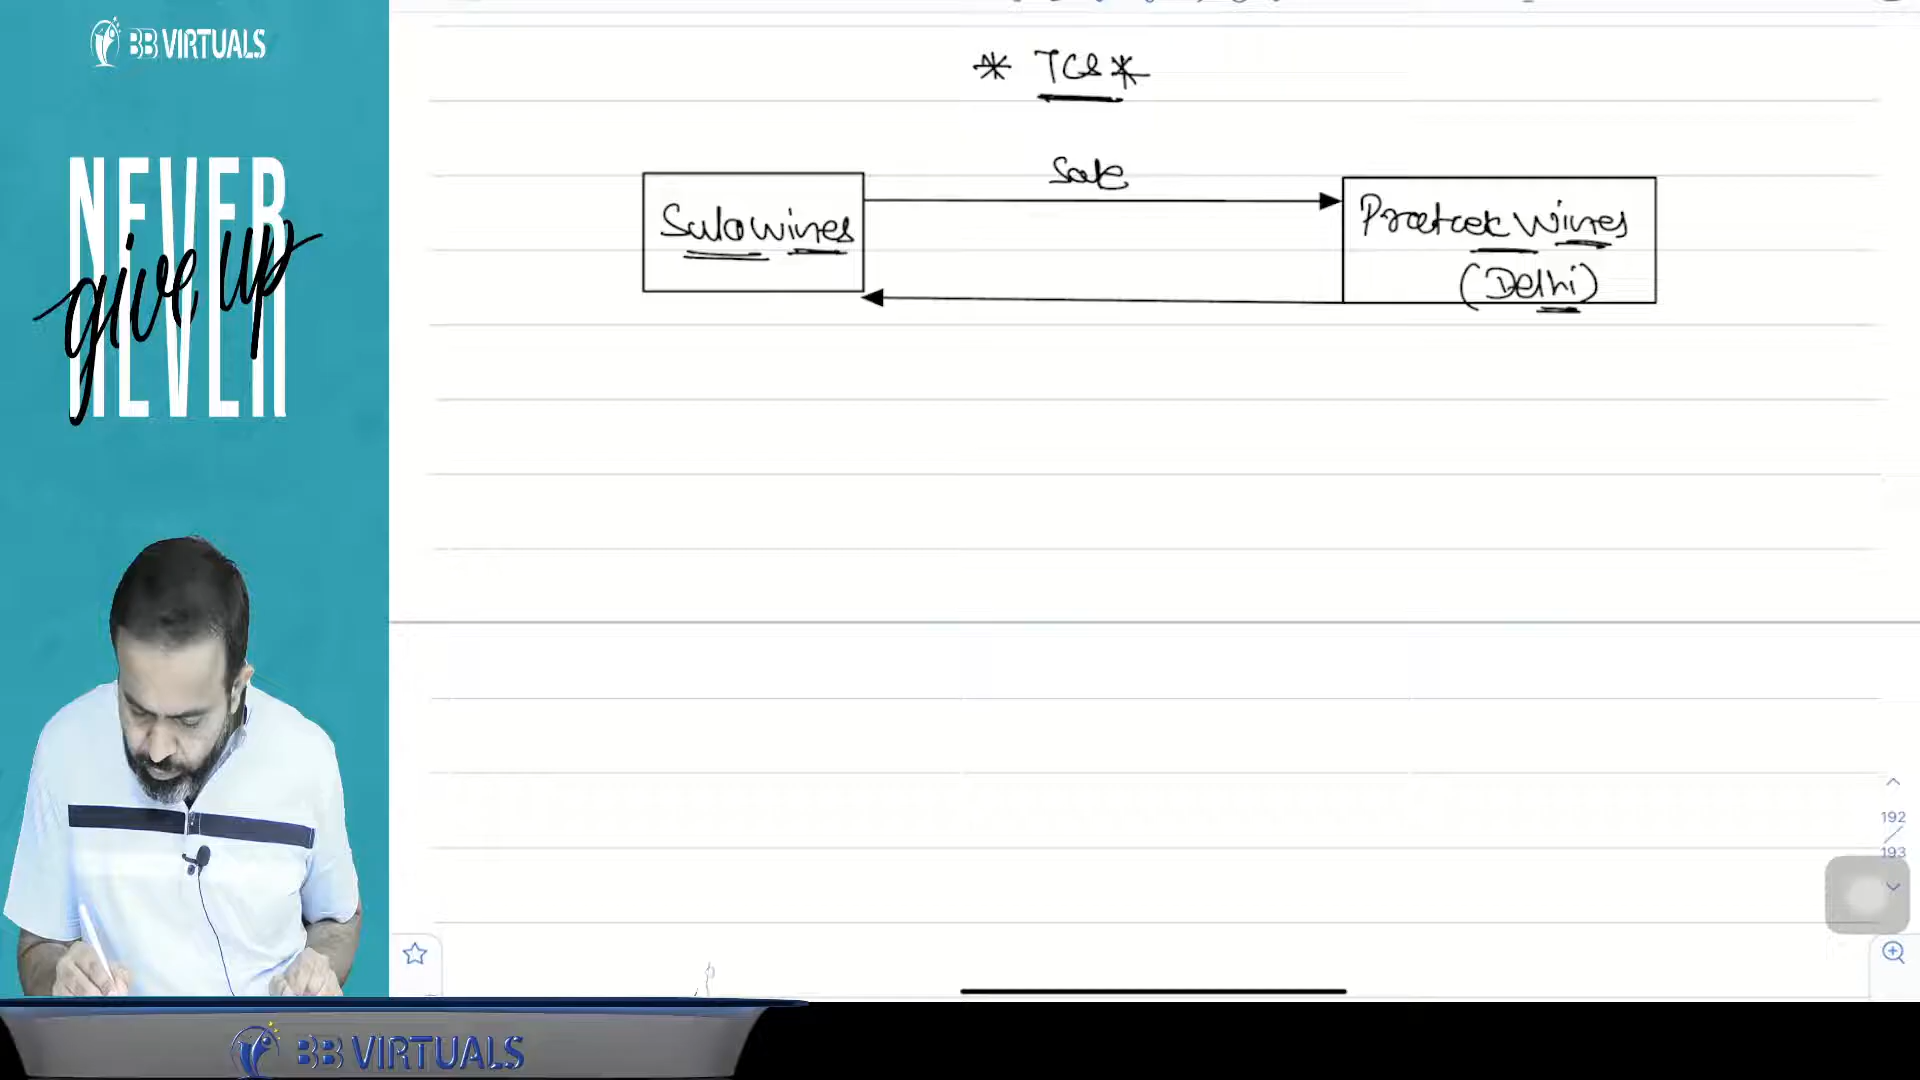 BB VIRTUALS
* TCS *
NEVER
give up
NEVER
Sale
Sula wines
Prateek Wines
(Delhi)
192
193
BB VIRTUALS